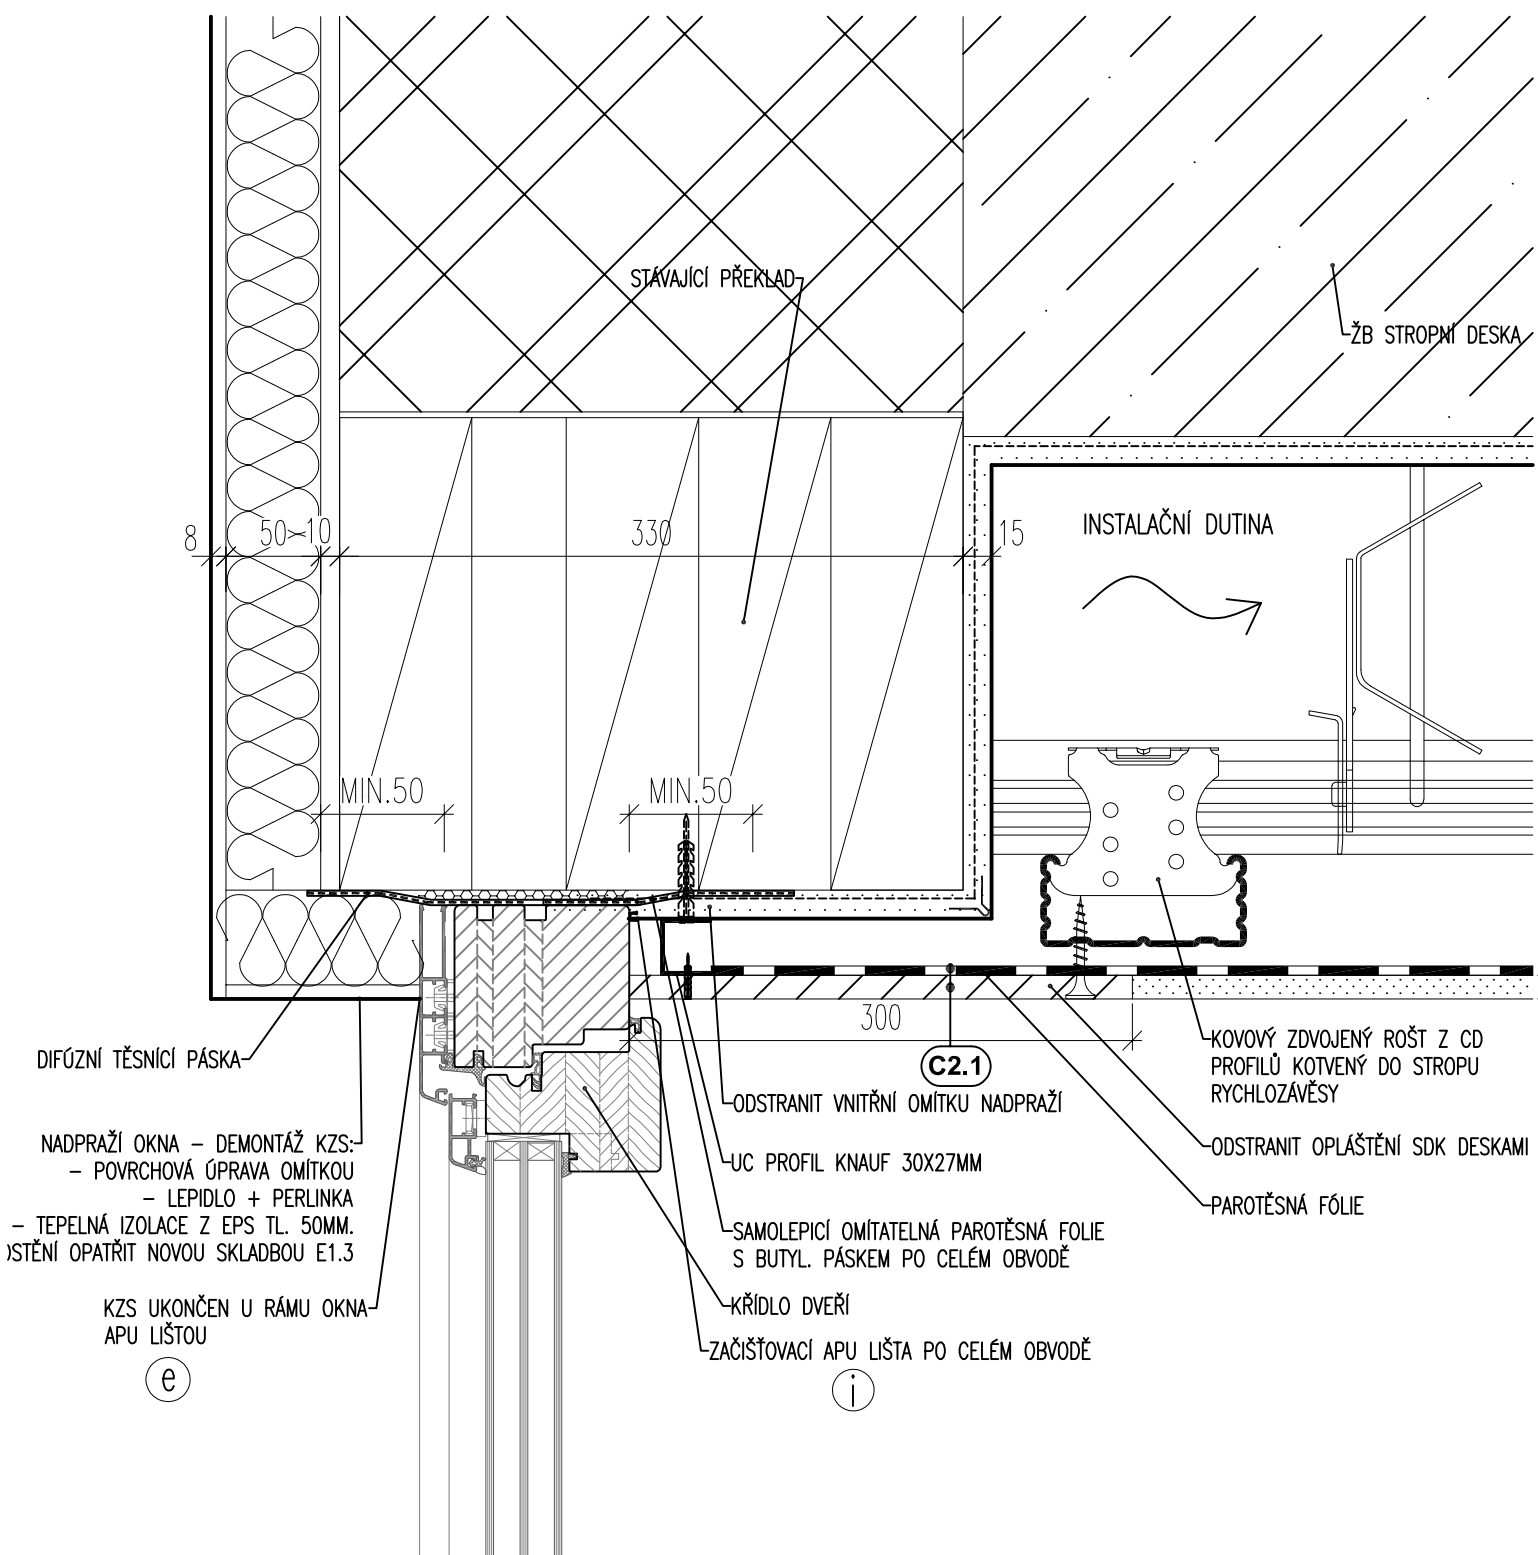 STÁVAJÍCÍ PŘEKLAD
ŽB STROPNÍ DESKA
8
50
10
330
15
INSTALAČNÍ DUTINA
MIN.50
MIN.50
300
C2.1
DIFÚZNÍ TĚSNÍCÍ PÁSKA
NADPRAŽÍ OKNA – DEMONTÁŽ KZS:
– POVRCHOVÁ ÚPRAVA OMÍTKOU
– LEPIDLO + PERLINKA
– TEPELNÁ IZOLACE Z EPS TL. 50MM.
OSTĚNÍ OPATŘIT NOVOU SKLADBOU E1.3
KZS UKONČEN U RÁMU OKNA
APU LIŠTOU
e
ODSTRANIT VNITŘNÍ OMÍTKU NADPRAŽÍ
UC PROFIL KNAUF 30X27MM
SAMOLEPICÍ OMÍTATELNÁ PAROTĚSNÁ FOLIE
S BUTYL. PÁSKEM PO CELÉM OBVODĚ
KŘÍDLO DVEŘÍ
ZAČIŠŤOVACÍ APU LIŠTA PO CELÉM OBVODĚ
i
KOVOVÝ ZDVOJENÝ ROŠT Z CD
PROFILŮ KOTVENÝ DO STROPU
RYCHLOZÁVĚSY
ODSTRANIT OPLÁŠTĚNÍ SDK DESKAMI
PAROTĚSNÁ FÓLIE